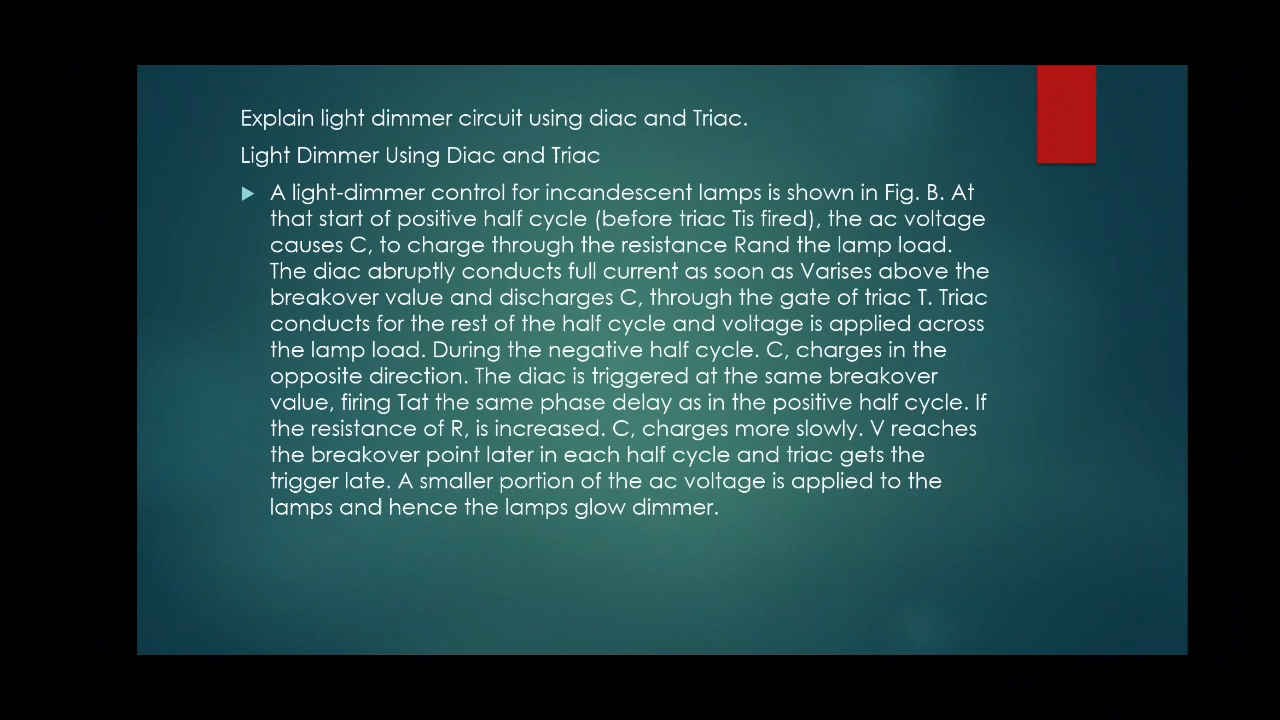 Explain light dimmer circuit using diac and Triac.
Light Dimmer Using Diac and Triac
A light-dimmer control for incandescent lamps is shown in Fig. B. At
that start of positive half cycle (before triac Tis fired), the ac voltage
causes C, to charge through the resistance Rand the lamp load.
The diac abruptly conducts full current as soon as Varises above the
breakover value and discharges C, through the gate of triac T. Triac
conducts for the rest of the half cycle and voltage is applied across
the lamp load. During the negative half cycle. C, charges in the
opposite direction. The diac is triggered at the same breakover
value, firing Tat the same phase delay as in the positive half cycle. If
the resistance of R, is increased. C, charges more slowly. V reaches
the breakover point later in each half cycle and triac gets the
trigger late. A smaller portion of the ac voltage is applied to the
lamps and hence the lamps glow dimmer.